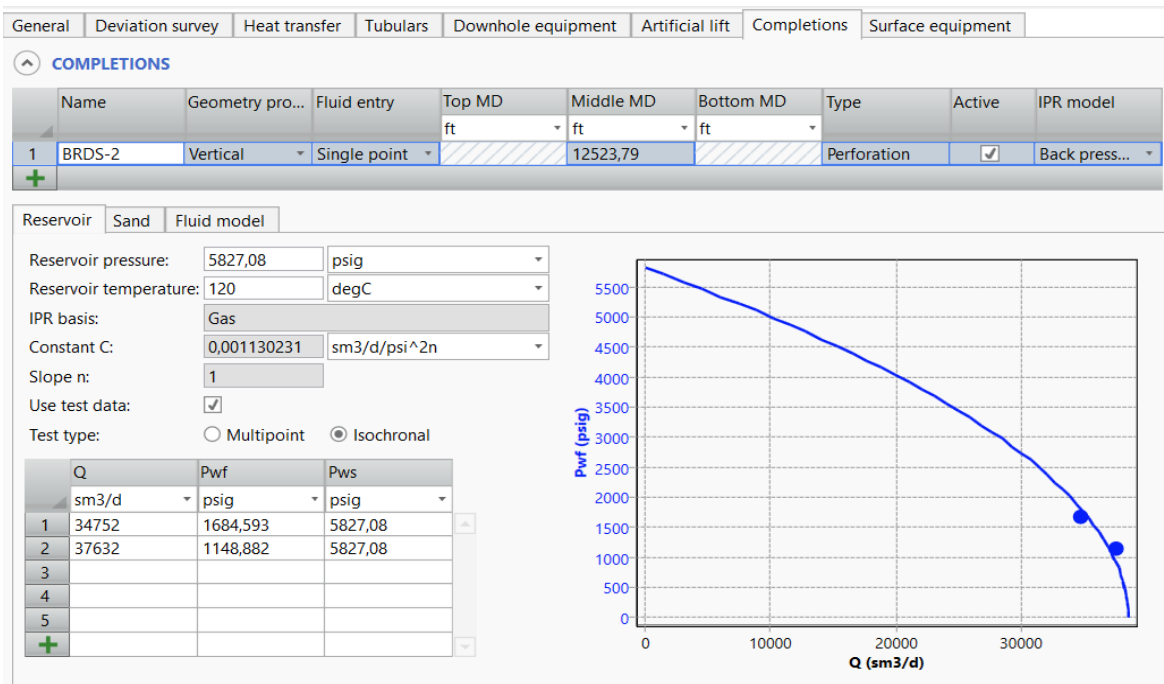 General Deviation survey Heat transfer Tubulars Downhole equipment Artificial lift Completions Surface equipment
COMPLETIONS
Name Geometry pro... Fluid entry Top MD Middle MD Bottom MD Type Active IPR model
ft ft ft
1 BRDS-2 Vertical Single point 12523,79 Perforation Back press...
Reservoir Sand Fluid model
Reservoir pressure: 5827,08 psig
Reservoir temperature: 120 degC
IPR basis: Gas
Constant C: 0,001130231 sm3/d/psi^2n
Slope n: 1
Use test data:
Test type: Multipoint Isochronal
Q Pwf Pws
sm3/d psig psig
1 34752 1684,593 5827,08
2 37632 1148,882 5827,08
3
4
5
Pwf (psig)
5500
5000
4500
4000
3500
3000
2500
2000
1500
1000
500
0
0 10000 20000 30000
Q (sm3/d)